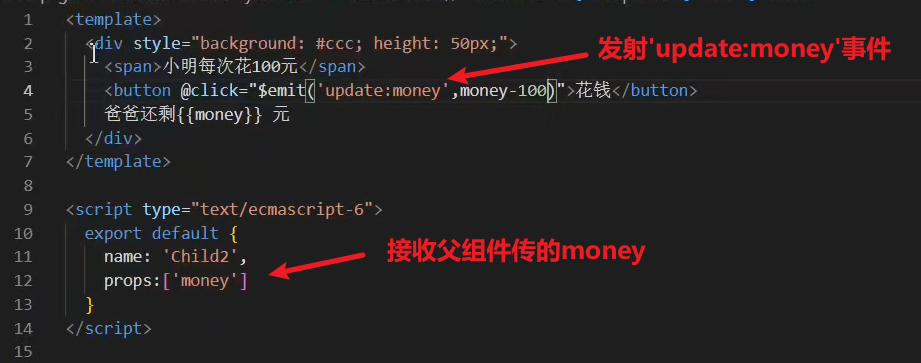 1 <template>
2 <div style="background: #ccc; height: 50px;">
发射'update:money'事件
3 <span>小明每次花100元</span>
4 <button @click="$emit('update:money',money-100)">花钱</button>
5 爸爸还剩{{money}} 元
6 </div>
7 </template>
8
9 <script type="text/ecmascript-6">
10 export default {
11 name: 'Child2',
接收父组件传的money
12 props:['money']
13 }
14 </script>
15